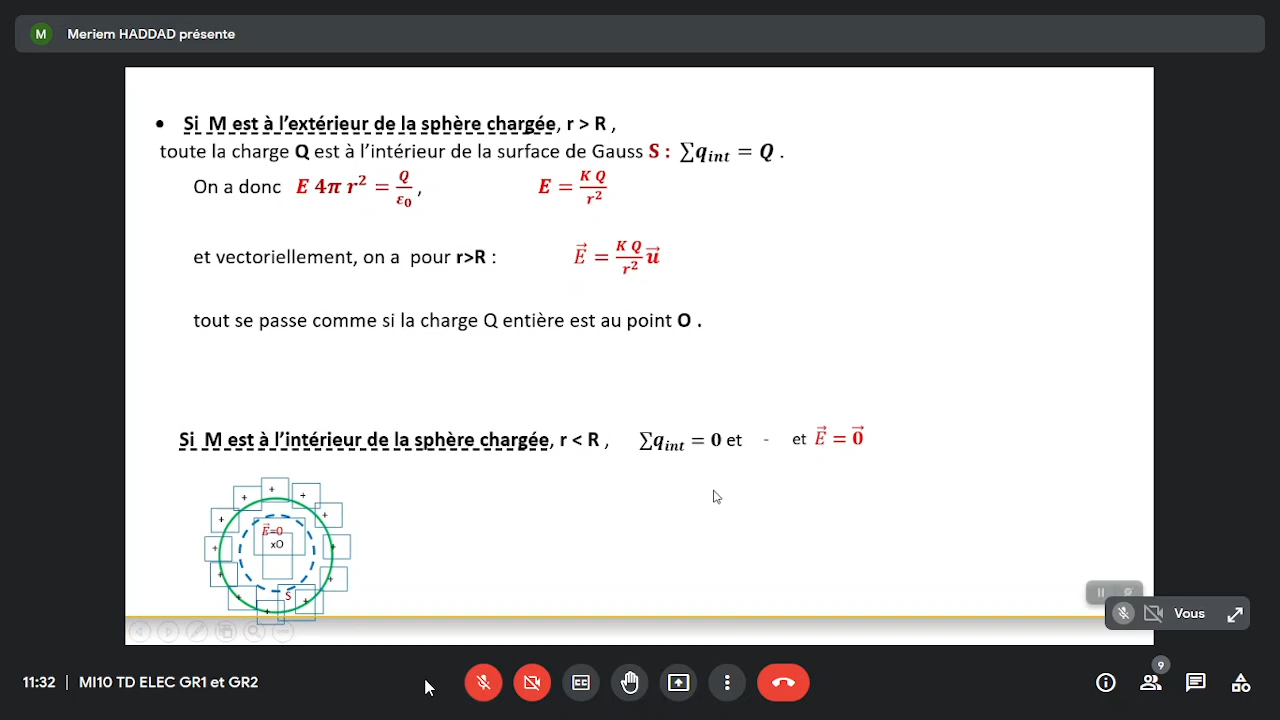 M Meriem HADDAD présente
• Si M est à l'extérieur de la sphère chargée, r > R ,
toute la charge Q est à l'intérieur de la surface de Gauss S : ∑qint = Q .
On a donc E 4π r² = Q/ε₀ , E = K Q/r²
et vectoriellement, on a pour r>R : E⃗ = K Q/r² u⃗
tout se passe comme si la charge Q entière est au point O .
Si M est à l'intérieur de la sphère chargée, r < R , ∑qint = 0 et - et E⃗ = 0⃗
+ + +
+ +
E⃗=0
xO
+ +
+ +
S
+ + +
Vous
11:32 | MI10 TD ELEC GR1 et GR2
9